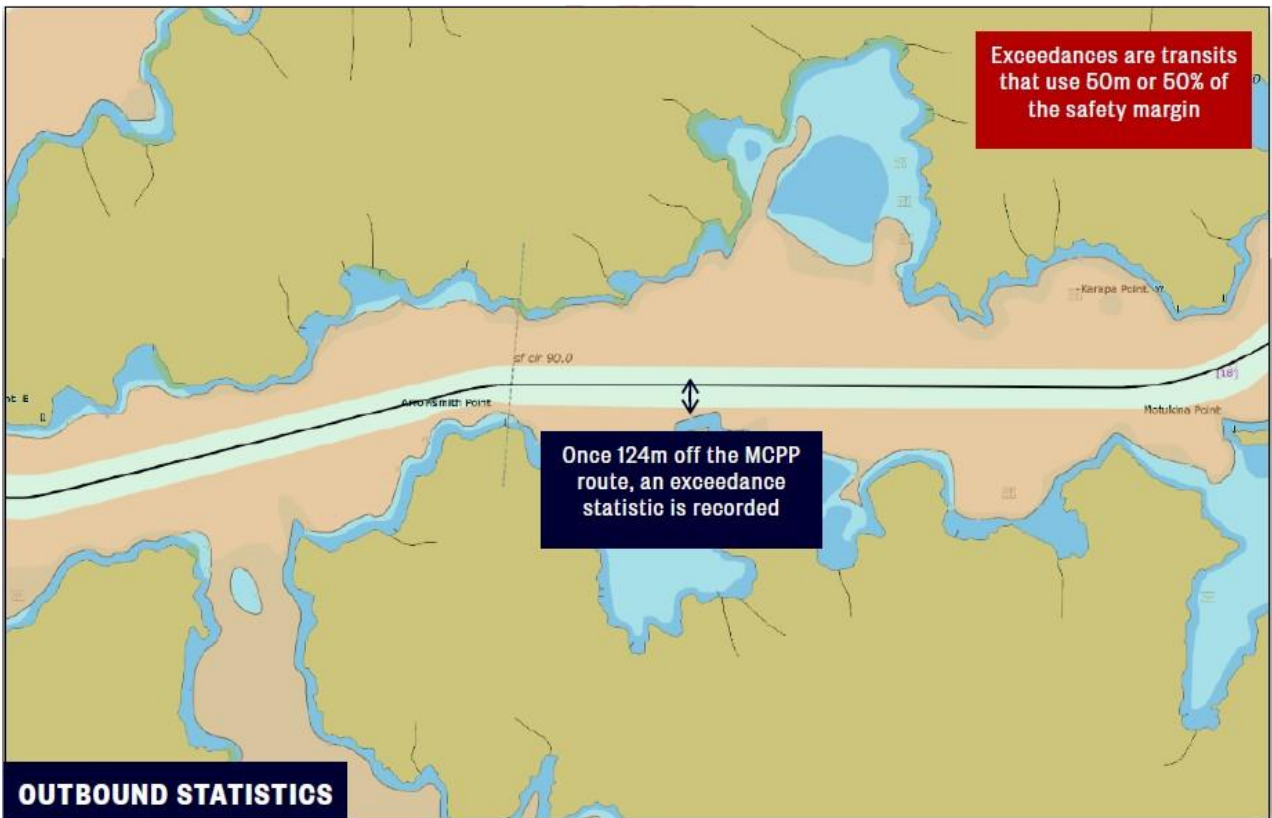 Exceedances are transits
that use 50m or 50% of
the safety margin
Karapa Point
sf clr 90.0
[18]
Arrowsmith Point
Motukina Point
Once 124m off the MCPP
route, an exceedance
statistic is recorded
OUTBOUND STATISTICS